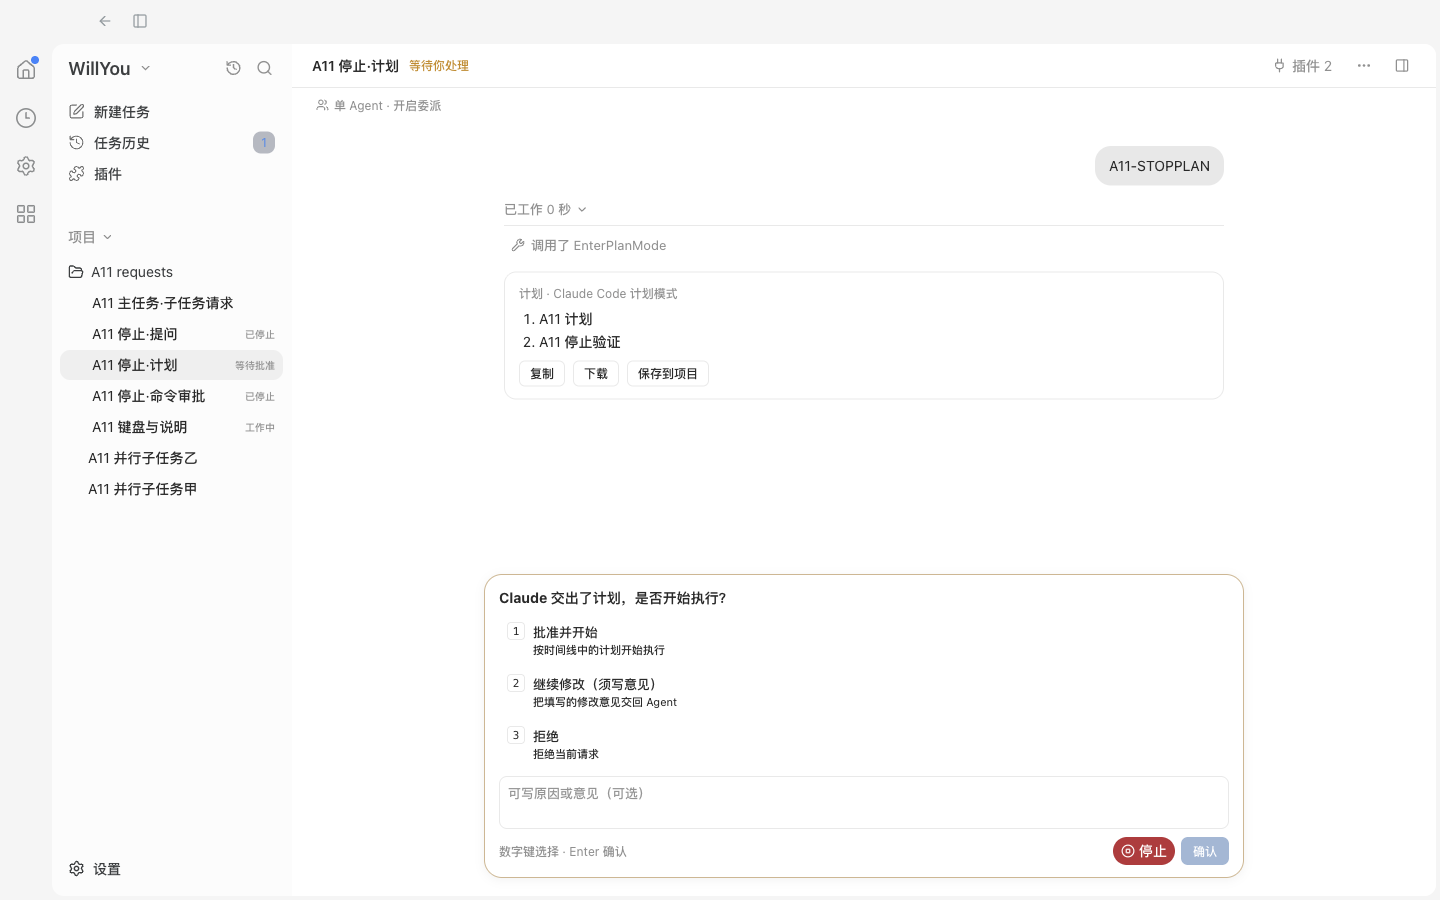 WillYou
新建任务
任务历史 1
插件
项目
A11 requests
A11 主任务·子任务请求
A11 停止·提问 已停止
A11 停止·计划 等待批准
A11 停止·命令审批 已停止
A11 键盘与说明 工作中
A11 并行子任务乙
A11 并行子任务甲
设置
A11 停止·计划 等待你处理
插件 2
单 Agent · 开启委派
A11-STOPPLAN
已工作 0 秒
调用了 EnterPlanMode
计划 · Claude Code 计划模式
1. A11 计划
2. A11 停止验证
复制 下载 保存到项目
Claude 交出了计划，是否开始执行?
1 批准并开始
按时间线中的计划开始执行
2 继续修改（须写意见）
把填写的修改意见交回 Agent
3 拒绝
拒绝当前请求
可写原因或意见（可选）
数字键选择 · Enter 确认
停止 确认